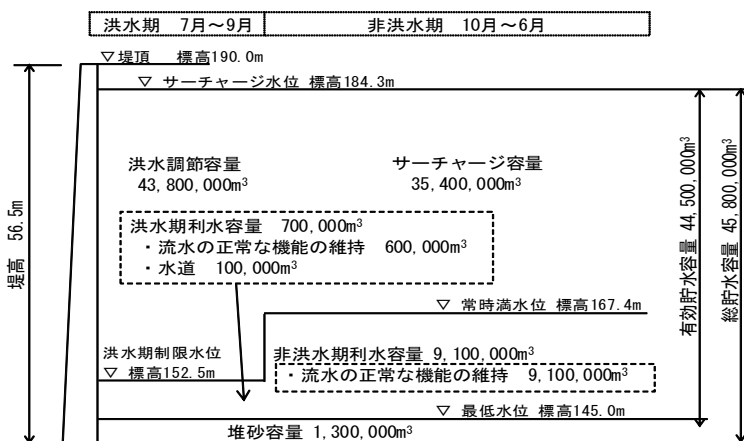 洪水期 7月～9月
非洪水期 10月～6月
▽堤頂 標高190.0m
▽ サーチャージ水位 標高184.3m
洪水調節容量
43,800,000m³
サーチャージ容量
35,400,000m³
洪水期利水容量 700,000m³
・流水の正常な機能の維持 600,000m³
・水道 100,000m³
▽ 常時満水位 標高167.4m
洪水期制限水位
▽ 標高152.5m
非洪水期利水容量 9,100,000m³
・流水の正常な機能の維持 9,100,000m³
▽ 最低水位 標高145.0m
堆砂容量 1,300,000m³
堤高 56.5m
有効貯水容量 44,500,000m³
総貯水容量 45,800,000m³